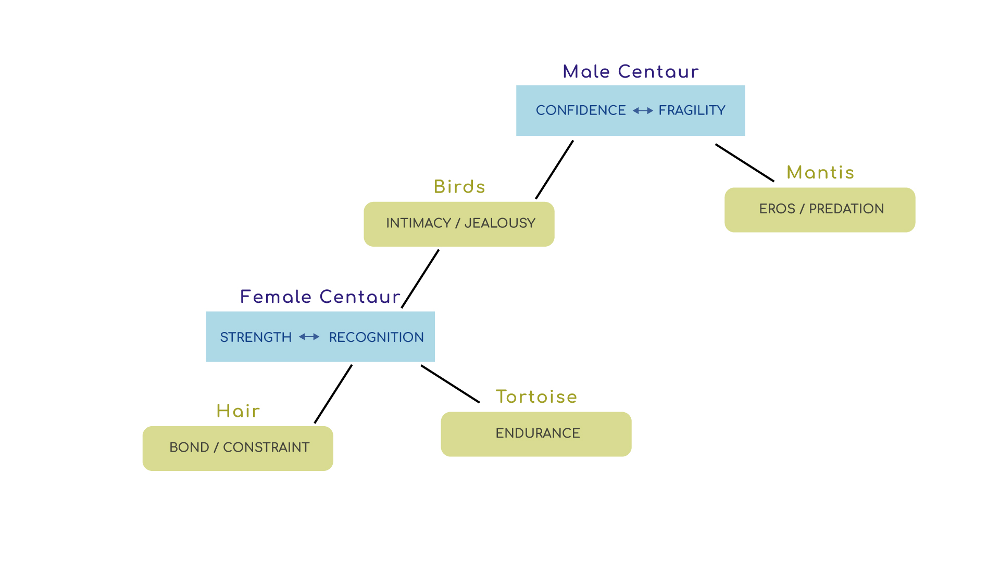 Male Centaur
CONFIDENCE ↔ FRAGILITY
Mantis
EROS / PREDATION
Birds
INTIMACY / JEALOUSY
Female Centaur
STRENGTH ↔ RECOGNITION
Tortoise
ENDURANCE
Hair
BOND / CONSTRAINT